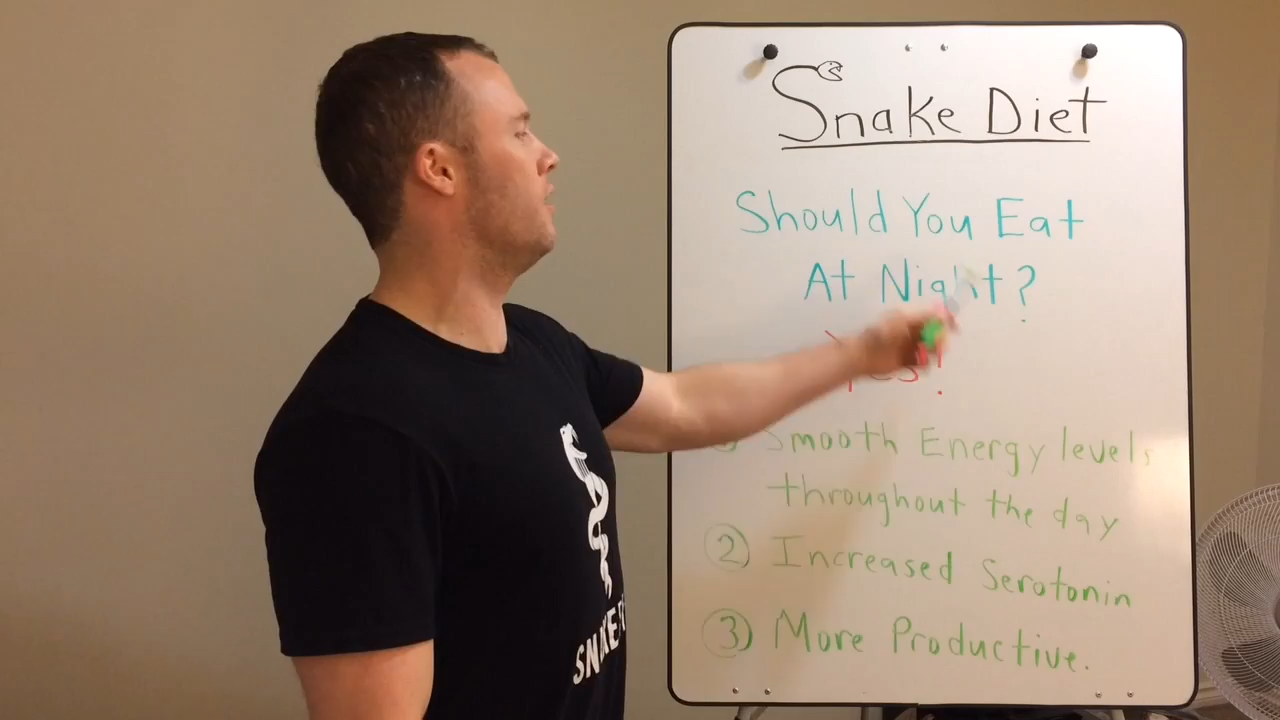 Snake Diet
Should You Eat
At Night?
Yes!
Smooth Energy levels
throughout the day
② Increased Serotonin
③ More Productive.